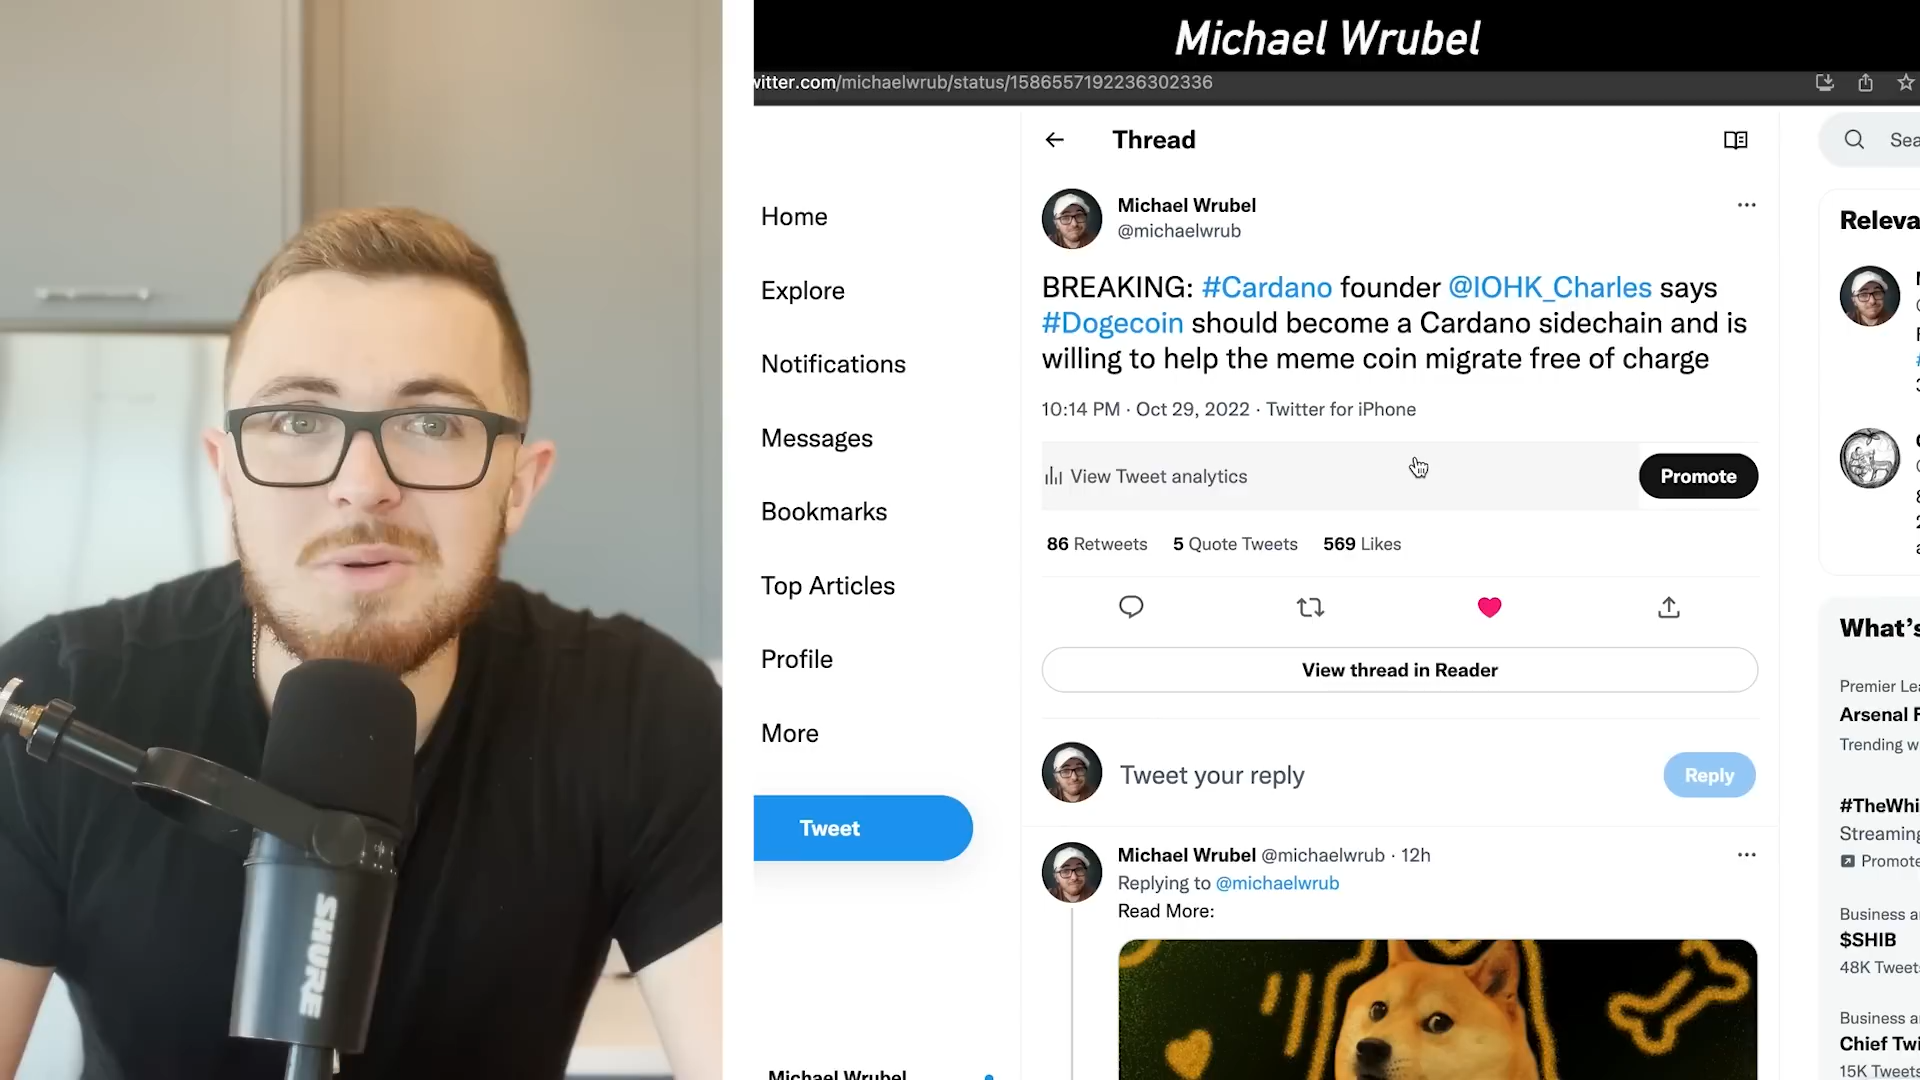 Michael Wrubel
witter.com/michaelwrub/status/1586557192236302336
Thread
Sea
Home
Explore
Notifications
Messages
Bookmarks
Top Articles
Profile
More
Tweet
Michael Wrubel
Michael Wrubel
@michaelwrub
BREAKING: #Cardano founder @IOHK_Charles says
#Dogecoin should become a Cardano sidechain and is
willing to help the meme coin migrate free of charge
10:14 PM · Oct 29, 2022 · Twitter for iPhone
View Tweet analytics
Promote
86 Retweets 5 Quote Tweets 569 Likes
View thread in Reader
Tweet your reply
Reply
Michael Wrubel @michaelwrub · 12h
Replying to @michaelwrub
Read More:
Releva
What's
Premier Lea
Arsenal F
Trending w
#TheWhi
Streaming
Promote
Business a
$SHIB
48K Tweets
Business a
Chief Twi
15K Tweets
SHURE